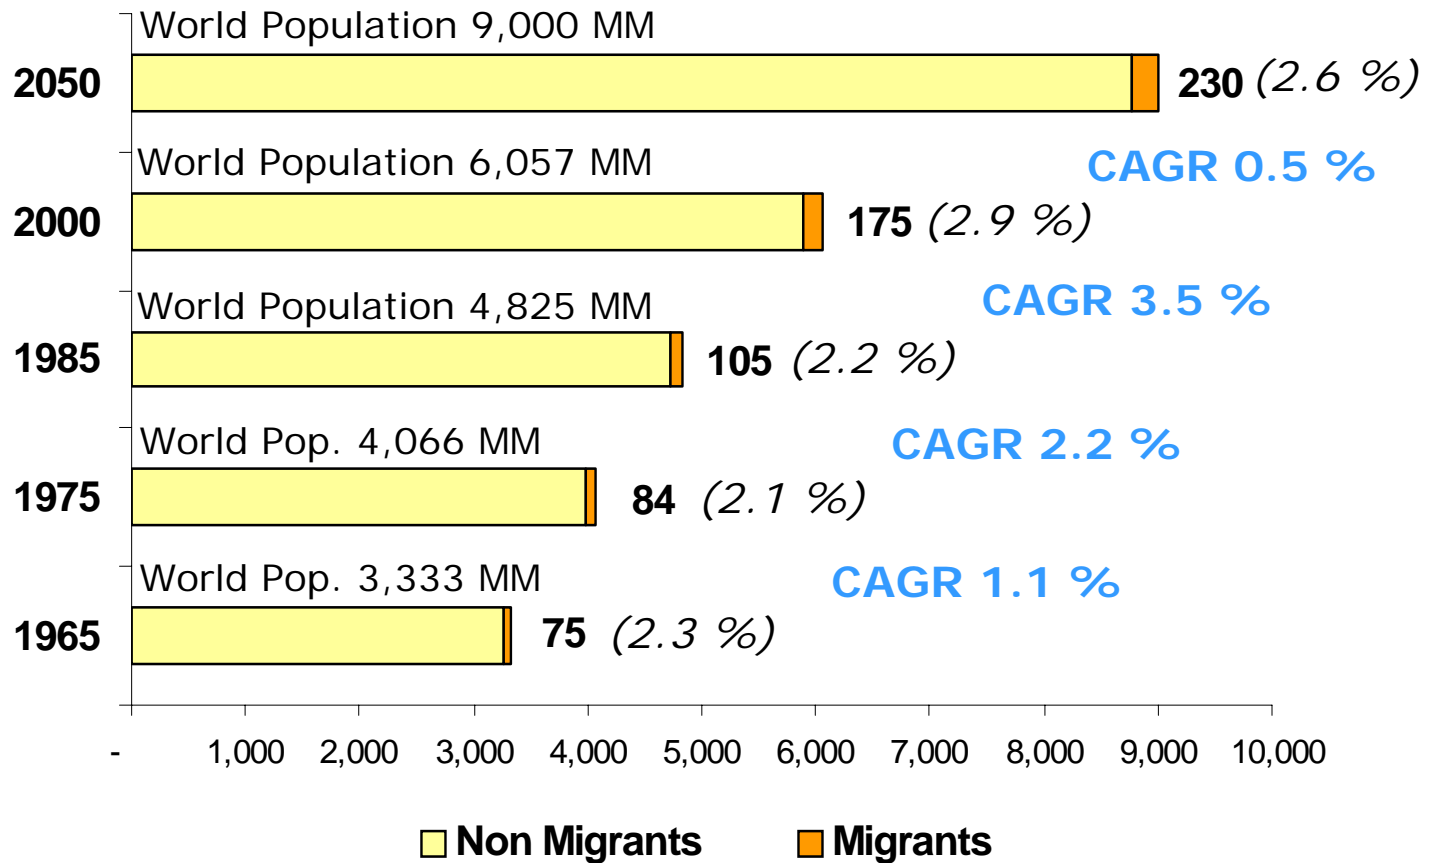 World Population 9,000 MM
2050
230 (2.6 %)
World Population 6,057 MM
CAGR 0.5 %
2000
175 (2.9 %)
World Population 4,825 MM
CAGR 3.5 %
1985
105 (2.2 %)
World Pop. 4,066 MM
CAGR 2.2 %
1975
84 (2.1 %)
World Pop. 3,333 MM
CAGR 1.1 %
1965
75 (2.3 %)
- 1,000 2,000 3,000 4,000 5,000 6,000 7,000 8,000 9,000 10,000
Non Migrants Migrants